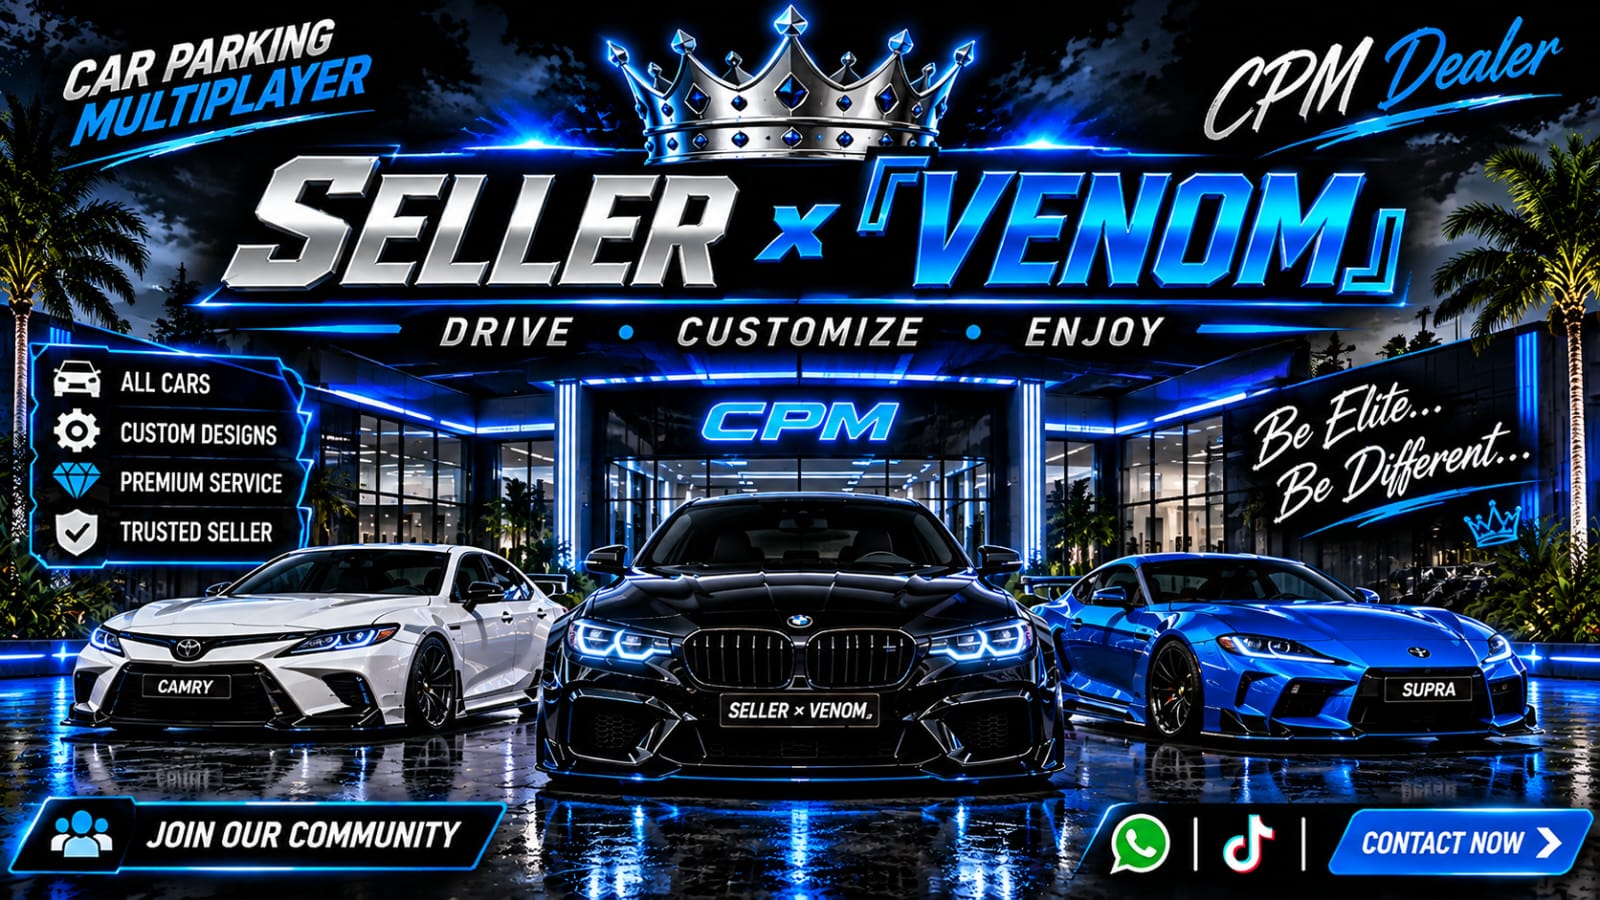 CAR PARKING
MULTIPLAYER
CPM Dealer
SELLER × 『VENOM』
DRIVE • CUSTOMIZE • ENJOY
ALL CARS
CUSTOM DESIGNS
PREMIUM SERVICE
TRUSTED SELLER
CPM
Be Elite...
Be Different...
CAMRY
SELLER × VENOM』
SUPRA
JOIN OUR COMMUNITY
CONTACT NOW